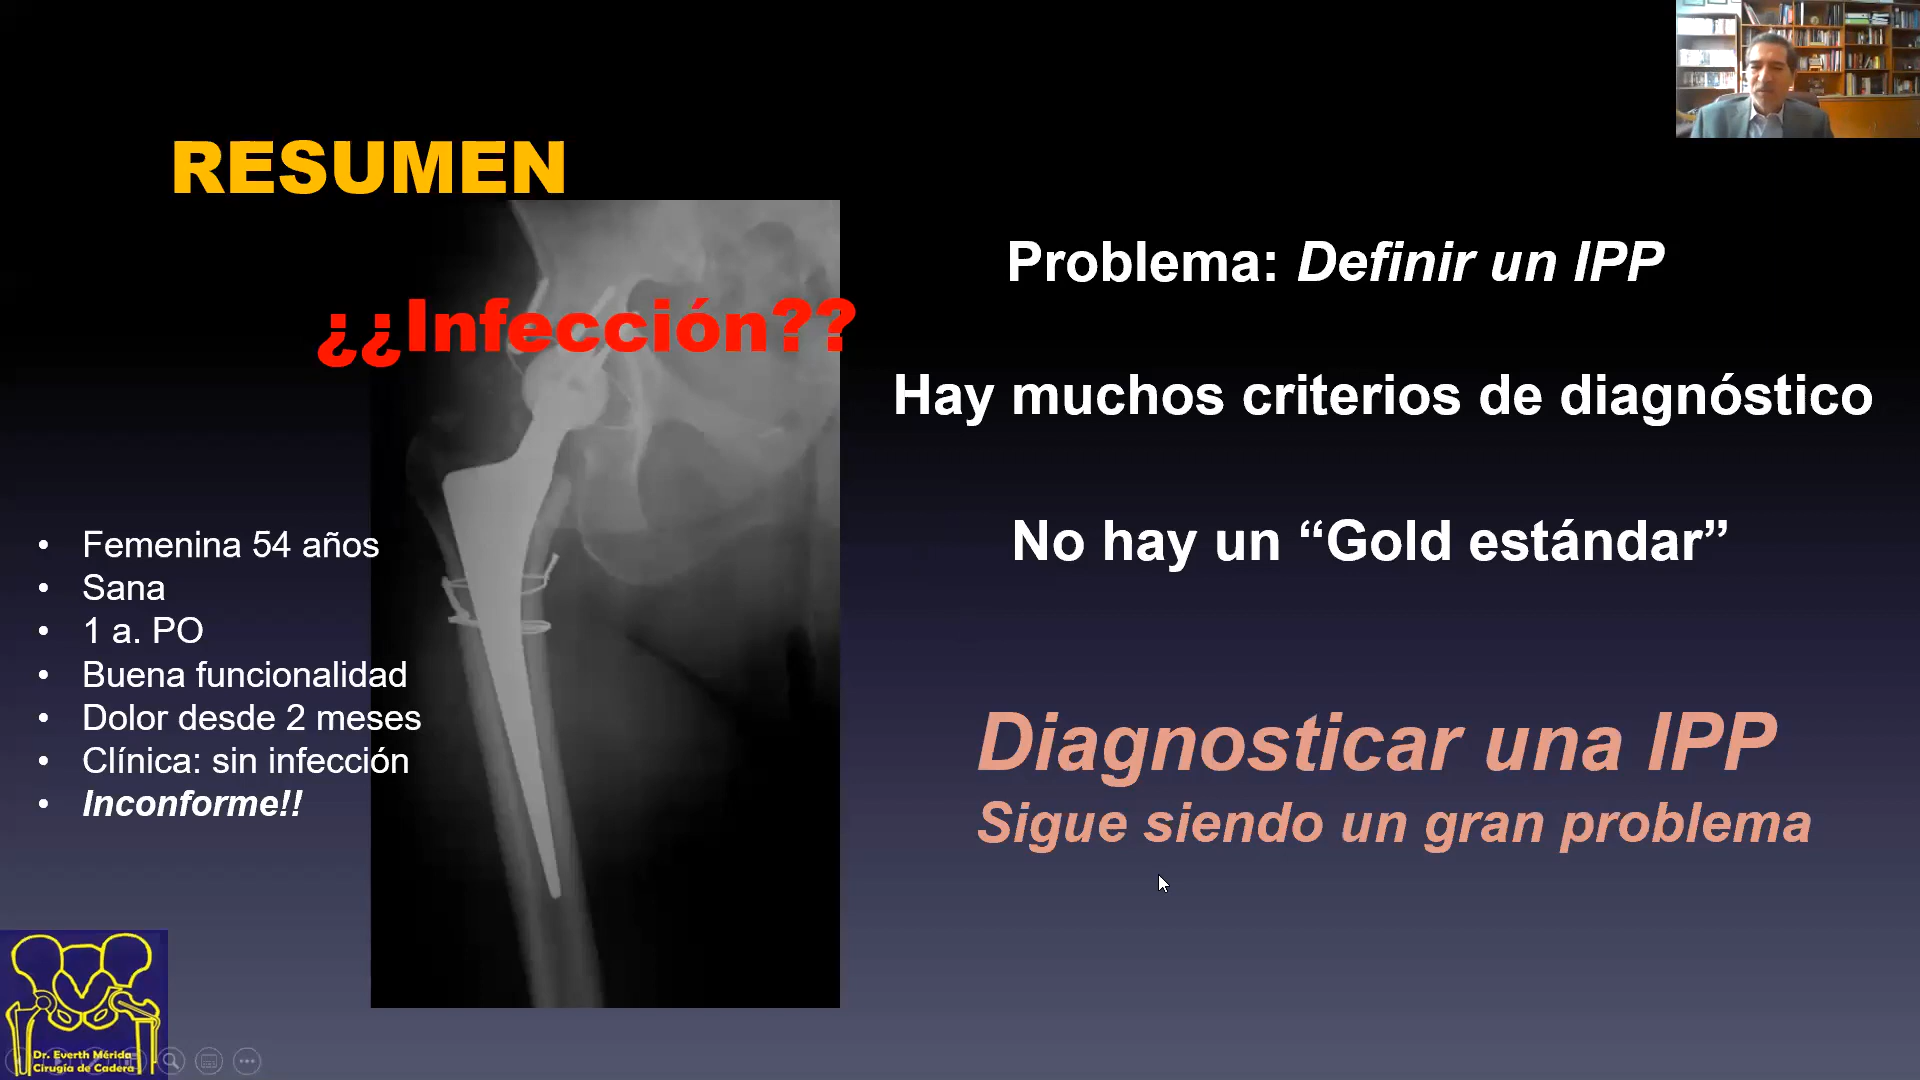 RESUMEN
¿¿Infección??
• Femenina 54 años
• Sana
• 1 a. PO
• Buena funcionalidad
• Dolor desde 2 meses
• Clínica: sin infección
• Inconforme!!
Problema: Definir un IPP
Hay muchos criterios de diagnóstico
No hay un “Gold estándar”
Diagnosticar una IPP
Sigue siendo un gran problema
Dr. Everth Mérida
Cirugía de Cadera